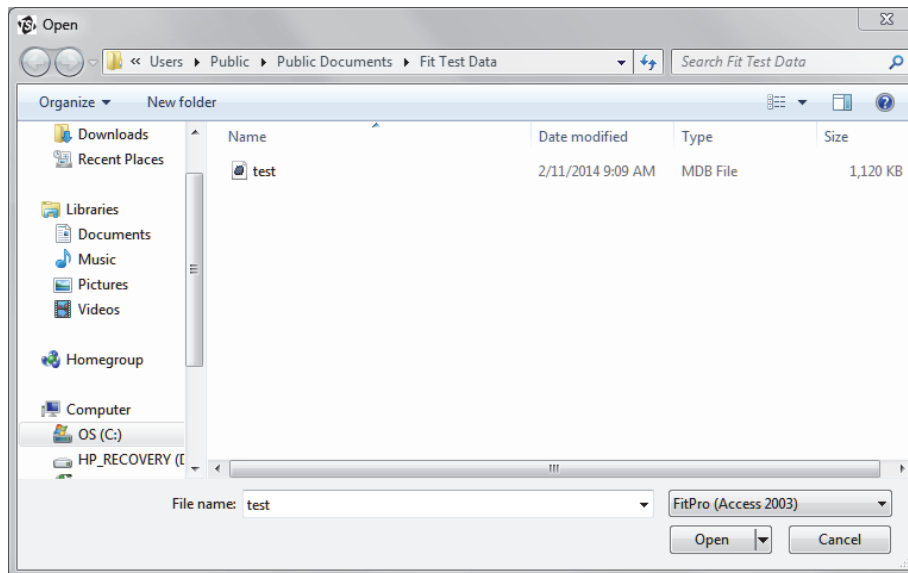 TSI Open
« Users Public Public Documents Fit Test Data Search Fit Test Data
Organize New folder
Downloads
Recent Places
Libraries
Documents
Music
Pictures
Videos
Homegroup
Computer
OS (C:)
HP_RECOVERY (D
Name Date modified Type Size
test 2/11/2014 9:09 AM MDB File 1,120 KB
File name: test FitPro (Access 2003)
Open Cancel